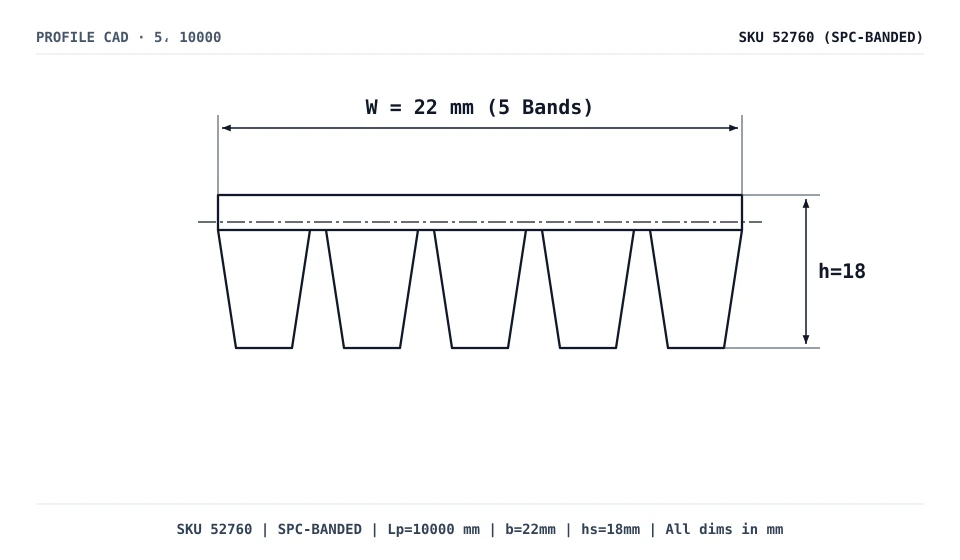 PROFILE CAD · 5، 10000
SKU 52760 (SPC-BANDED)
W = 22 mm (5 Bands)
h=18
SKU 52760 | SPC-BANDED | Lp=10000 mm | b=22mm | hs=18mm | All dims in mm